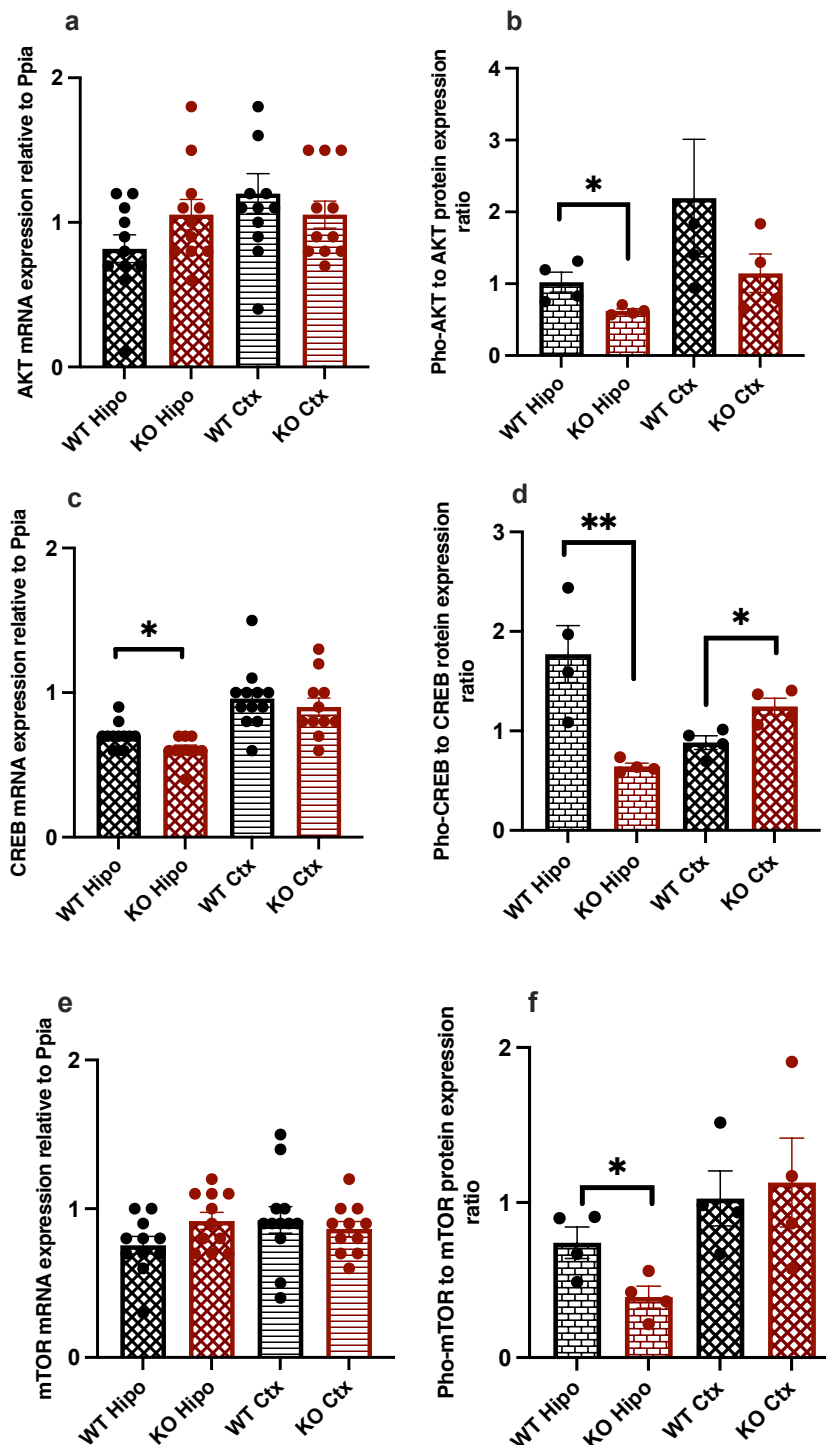 a
AKT mRNA expression relative to Ppia
2
1
0
WT Hipo
KO Hipo
WT Ctx
KO Ctx
b
Pho-AKT to AKT protein expression
ratio
4
3
2
1
0
*
WT Hipo
KO Hipo
WT Ctx
KO Ctx
c
CREB mRNA expression relative to Ppia
2
1
0
*
WT Hipo
KO Hipo
WT Ctx
KO Ctx
d
Pho-CREB to CREB rotein expression
ratio
3
2
1
0
**
*
WT Hipo
KO Hipo
WT Ctx
KO Ctx
e
mTOR mRNA expression relative to Ppia
2
1
0
WT Hipo
KO Hipo
WT Ctx
KO Ctx
f
Pho-mTOR to mTOR protein expression
ratio
2
1
0
*
WT Hipo
KO Hipo
WT Ctx
KO Ctx